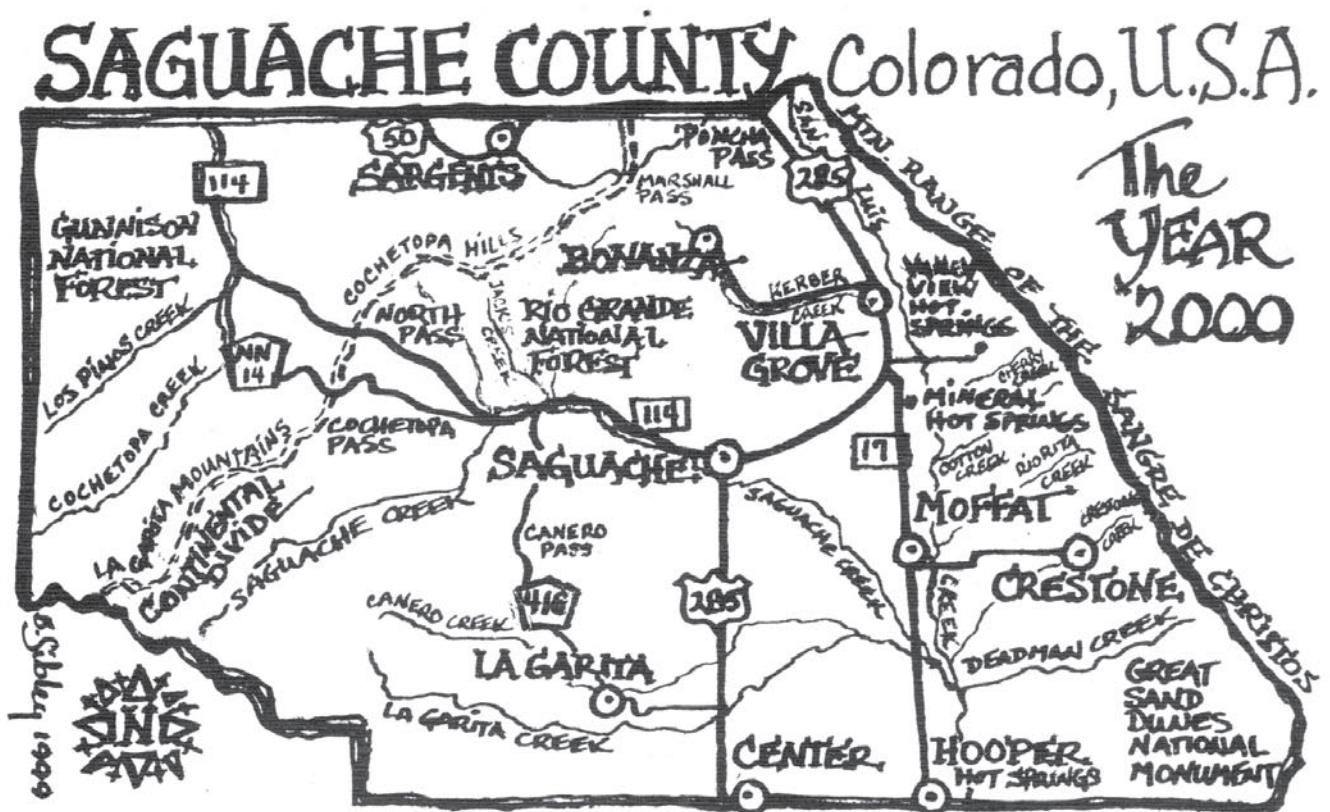 SAGUACHE COUNTY, Colorado, U.S.A.
The
YEAR
2000
MTN. RANGE OF THE SANGRE DE CHRISTOS
SAN
LUIS
CREEK
50
SARGENTS
PONCHA
PASS
285
MARSHALL
PASS
114
GUNNISON
NATIONAL
FOREST
COCHETOPA HILLS
BONANZA
KERBER
CREEK
VALLEY
VIEW
HOT
SPRINGS
NORTH
PASS
RIO GRANDE
NATIONAL
FOREST
VILLA
GROVE
LOS PINOS CREEK
NN
14
COCHETOPA CREEK
CHERRY
CREEK
MINERAL
HOT SPRINGS
COCHETOPA
PASS
114
17
SAGUACHE
COTTON
CREEK
RIO RITA
CREEK
LA GARITA MOUNTAINS
CONTINENTAL
DIVIDE
SAGUACHE CREEK
SAGUACHE CREEK
MOFFAT
CRESTONE
CREEK
CANERO
PASS
416
285
CRESTONE
CANERO CREEK
LA GARITA
DEADMAN CREEK
LA GARITA CREEK
GREAT
SAND
DUNES
NATIONAL
MONUMENT
CENTER
HOOPER
HOT SPRINGS
N
1999